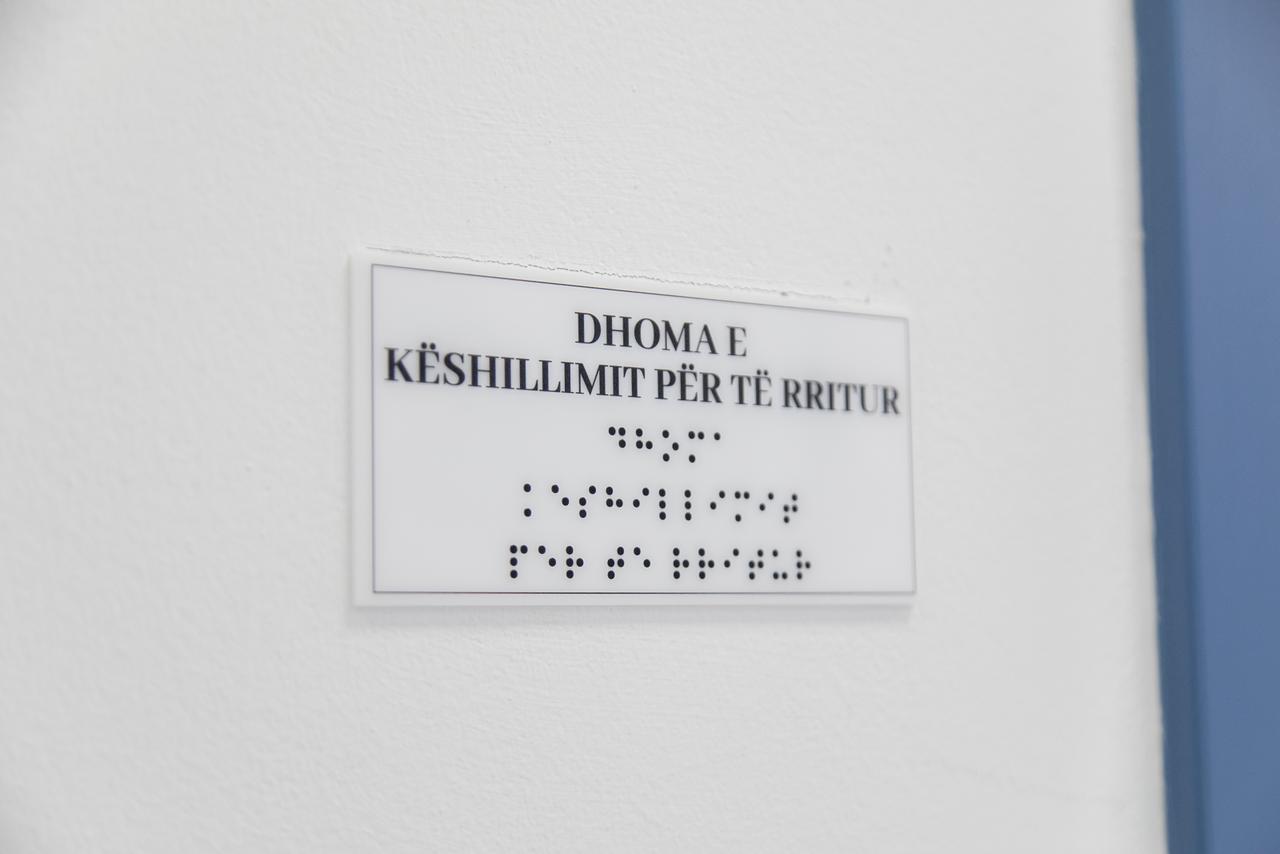 DHOMA E
KËSHILLIMIT PËR TË RRITUR
⠙⠓⠕⠍⠁
⠅⠑⠎⠓⠊⠇⠇⠊⠍⠊⠞
⠏⠑⠗ ⠞⠑ ⠗⠗⠊⠞⠥⠗